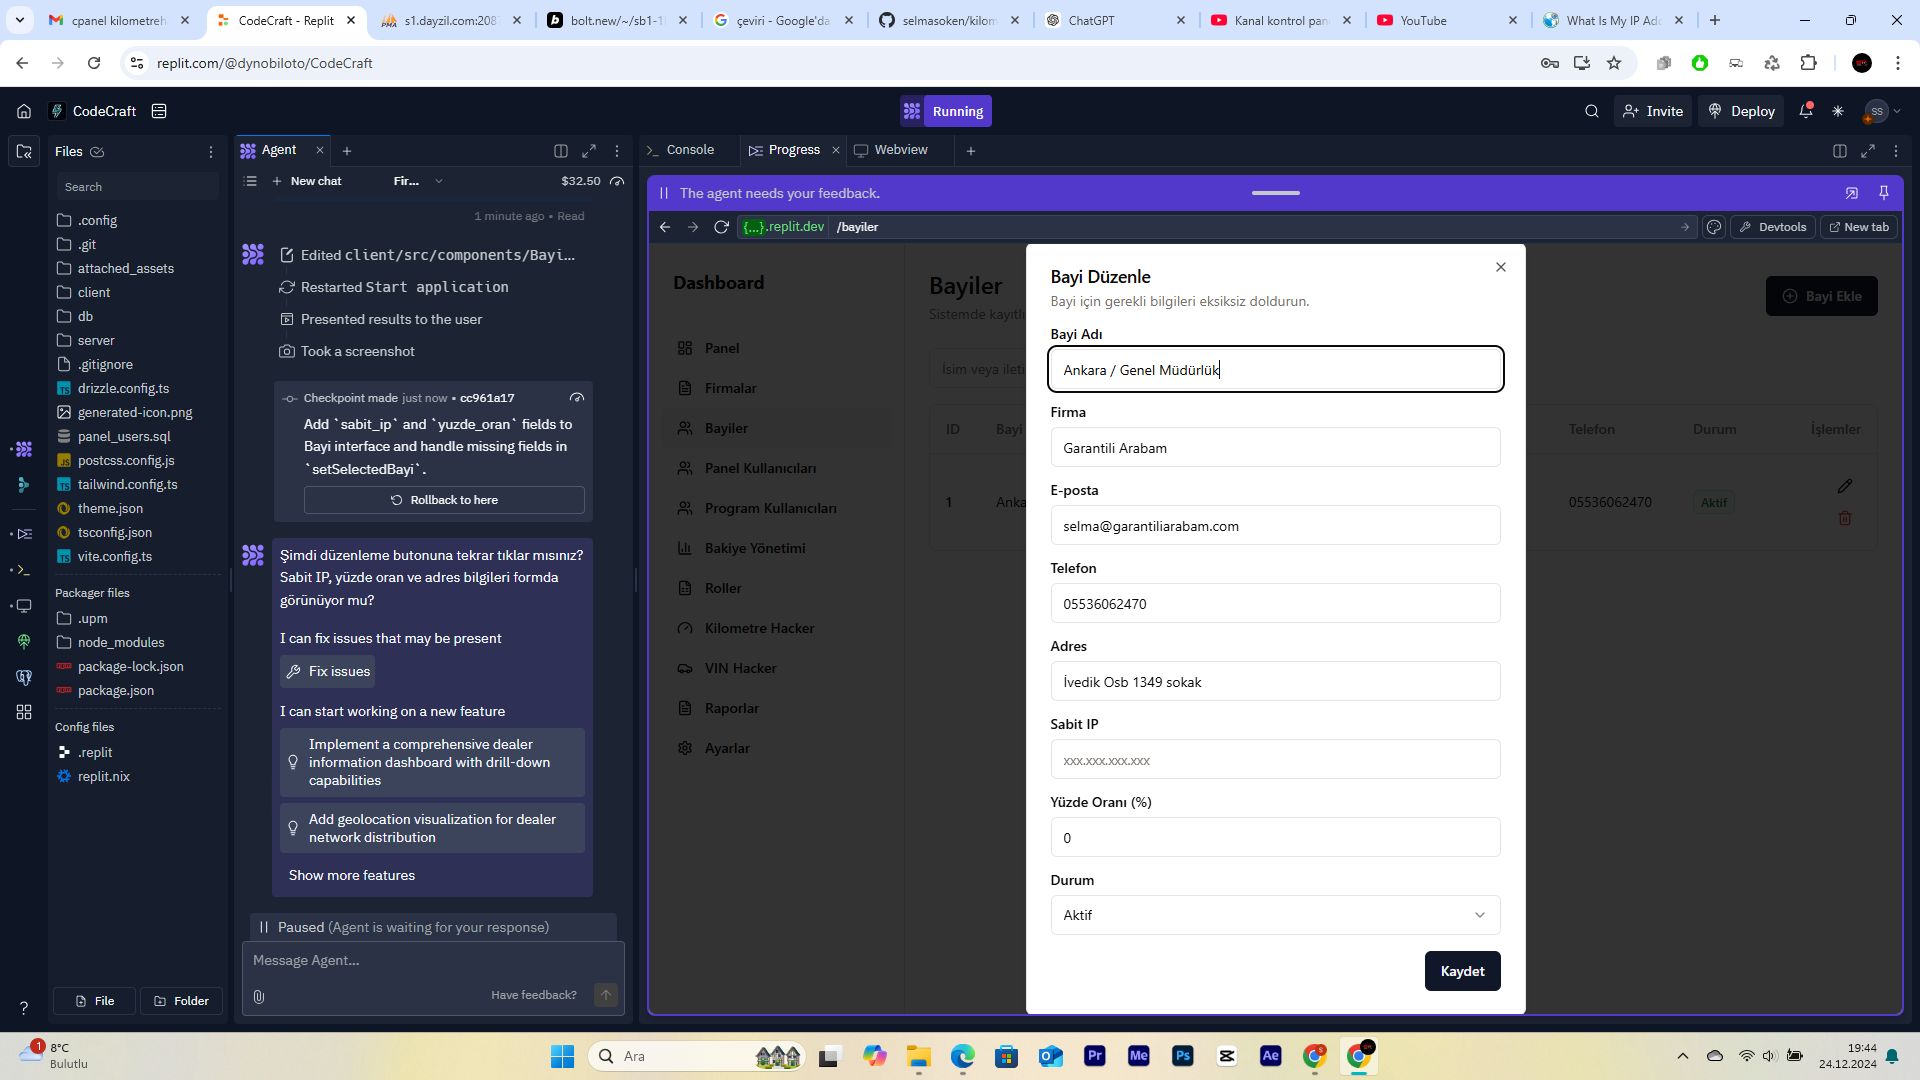 cpanel kilometreh
CodeCraft - Replit
s1.dayzil.com:208
bolt.new/~/sb1-1
çeviri - Google'da
selmasoken/kilom
ChatGPT
Kanal kontrol pan
YouTube
What Is My IP Add
replit.com/@dynobiloto/CodeCraft
CodeCraft
Running
Invite
Deploy
SS
Files
Search
.config
.git
attached_assets
client
db
server
.gitignore
drizzle.config.ts
generated-icon.png
panel_users.sql
postcss.config.js
tailwind.config.ts
theme.json
tsconfig.json
vite.config.ts
Packager files
.upm
node_modules
package-lock.json
package.json
Config files
.replit
replit.nix
File
Folder
Agent
New chat
Fir...
$32.50
1 minute ago • Read
Edited client/src/components/Bayi...
Restarted Start application
Presented results to the user
Took a screenshot
Checkpoint made just now • cc961a17
Add `sabit_ip` and `yuzde_oran` fields to
Bayi interface and handle missing fields in
`setSelectedBayi`.
Rollback to here
Şimdi düzenleme butonuna tekrar tıklar mısınız?
Sabit IP, yüzde oran ve adres bilgileri formda
görünüyor mu?
I can fix issues that may be present
Fix issues
I can start working on a new feature
Implement a comprehensive dealer
information dashboard with drill-down
capabilities
Add geolocation visualization for dealer
network distribution
Show more features
Paused (Agent is waiting for your response)
Message Agent...
Have feedback?
Console
Progress
Webview
The agent needs your feedback.
{...}.replit.dev
/bayiler
Devtools
New tab
Dashboard
Panel
Firmalar
Bayiler
Panel Kullanıcıları
Program Kullanıcıları
Bakiye Yönetimi
Roller
Kilometre Hacker
VIN Hacker
Raporlar
Ayarlar
Bayiler
Sistemde kayıtlı
Bayi Ekle
İsim veya ileti
ID
Bayi
Telefon
Durum
İşlemler
1
Anka
05536062470
Aktif
Bayi Düzenle
Bayi için gerekli bilgileri eksiksiz doldurun.
Bayi Adı
Ankara / Genel Müdürlük
Firma
Garantili Arabam
E-posta
selma@garantiliarabam.com
Telefon
05536062470
Adres
İvedik Osb 1349 sokak
Sabit IP
xxx.xxx.xxx.xxx
Yüzde Oranı (%)
0
Durum
Aktif
Kaydet
1
8°C
Bulutlu
Ara
Pr
Me
Ps
Ae
19:44
24.12.2024